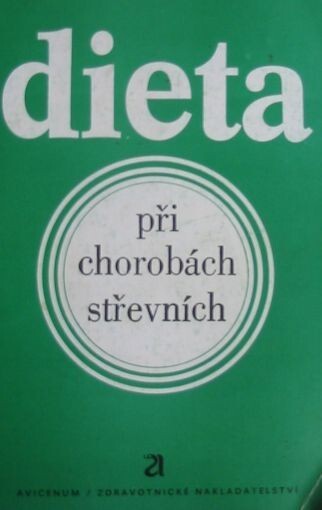 dieta
při
chorobách
střevních
AVICENUM / ZDRAVOTNICKÉ NAKLADATELSTVÍ